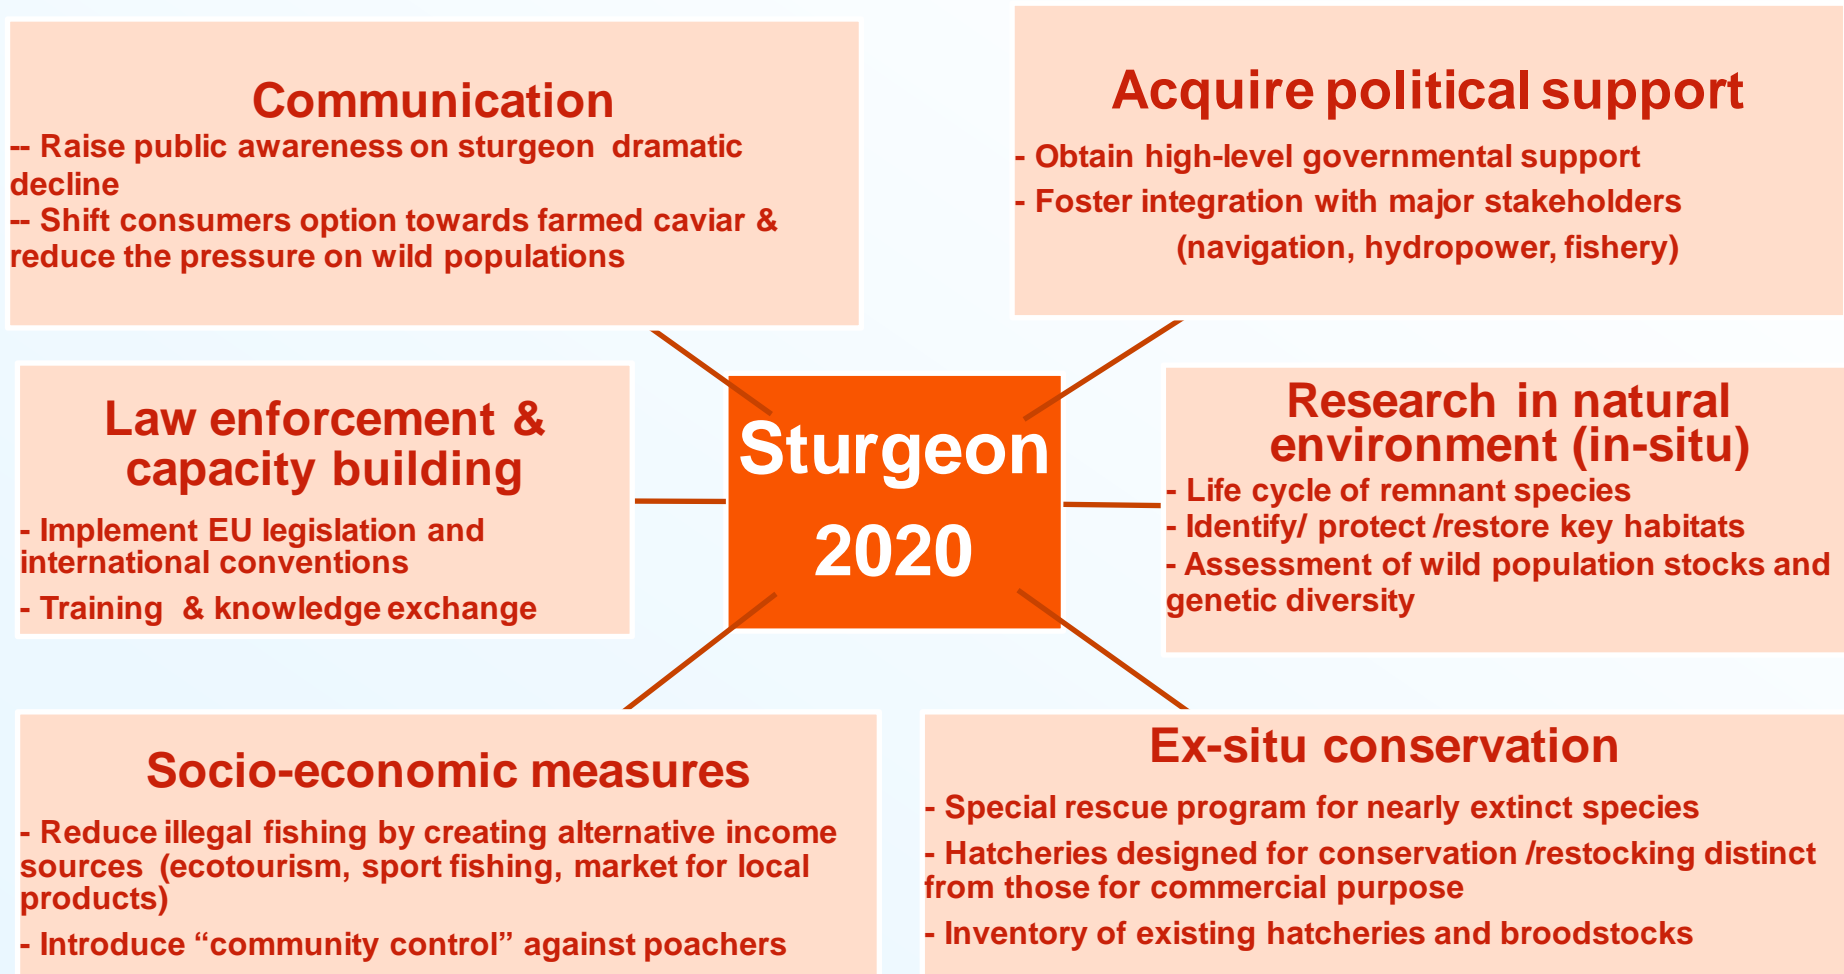 Communication
-- Raise public awareness on sturgeon dramatic
decline
-- Shift consumers option towards farmed caviar &
reduce the pressure on wild populations
Acquire political support
- Obtain high-level governmental support
- Foster integration with major stakeholders
(navigation, hydropower, fishery)
Law enforcement &
capacity building
- Implement EU legislation and
international conventions
- Training & knowledge exchange
Sturgeon
2020
Research in natural
environment (in-situ)
- Life cycle of remnant species
- Identify/ protect /restore key habitats
- Assessment of wild population stocks and
genetic diversity
Socio-economic measures
- Reduce illegal fishing by creating alternative income
sources (ecotourism, sport fishing, market for local
products)
- Introduce “community control” against poachers
Ex-situ conservation
- Special rescue program for nearly extinct species
- Hatcheries designed for conservation /restocking distinct
from those for commercial purpose
- Inventory of existing hatcheries and broodstocks